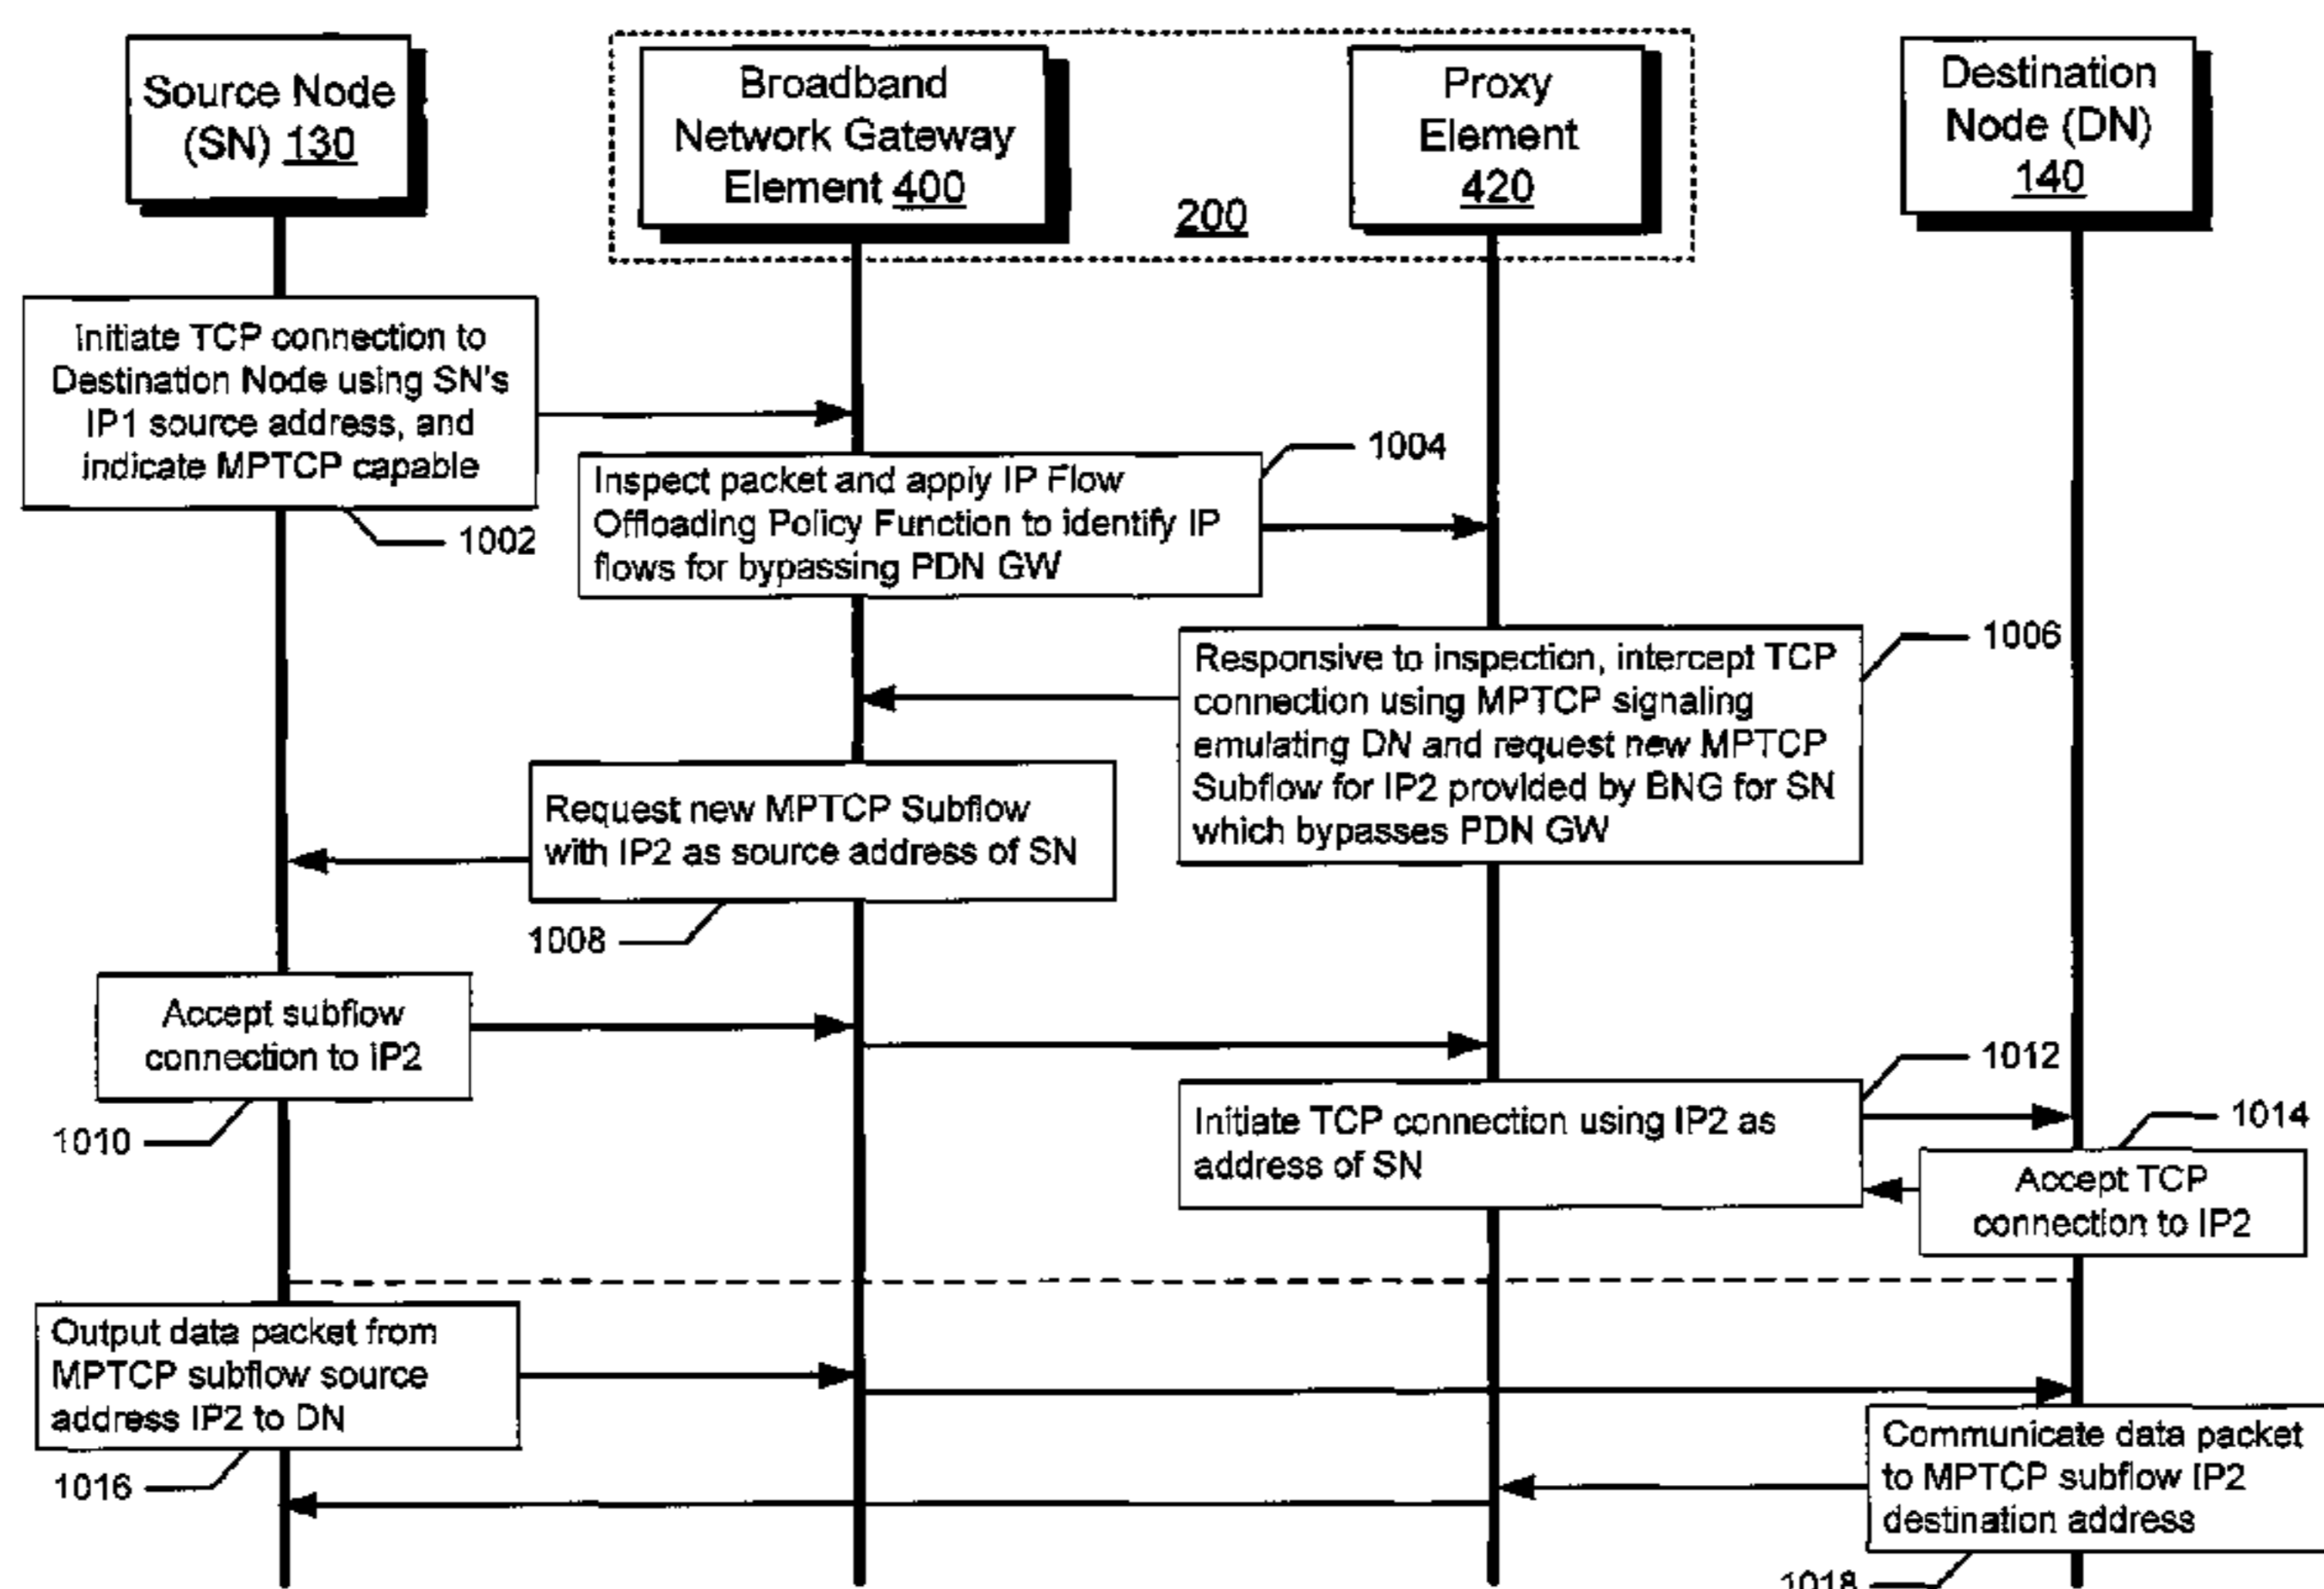 Source Node
(SN) 130
Broadband
Network Gateway
Element 400
200
Proxy
Element
420
Destination
Node (DN)
140
Initiate TCP connection to
Destination Node using SN's
IP1 source address, and
indicate MPTCP capable
1002
Inspect packet and apply IP Flow
Offloading Policy Function to identify IP
flows for bypassing PDN GW
1004
Responsive to inspection, intercept TCP
connection using MPTCP signaling
emulating DN and request new MPTCP
Subflow for IP2 provided by BNG for SN
which bypasses PDN GW
1006
Request new MPTCP Subflow
with IP2 as source address of SN
1008
Accept subflow
connection to IP2
1010
Initiate TCP connection using IP2 as
address of SN
1012
Accept TCP
connection to IP2
1014
Output data packet from
MPTCP subflow source
address IP2 to DN
1016
Communicate data packet
to MPTCP subflow IP2
destination address
1018